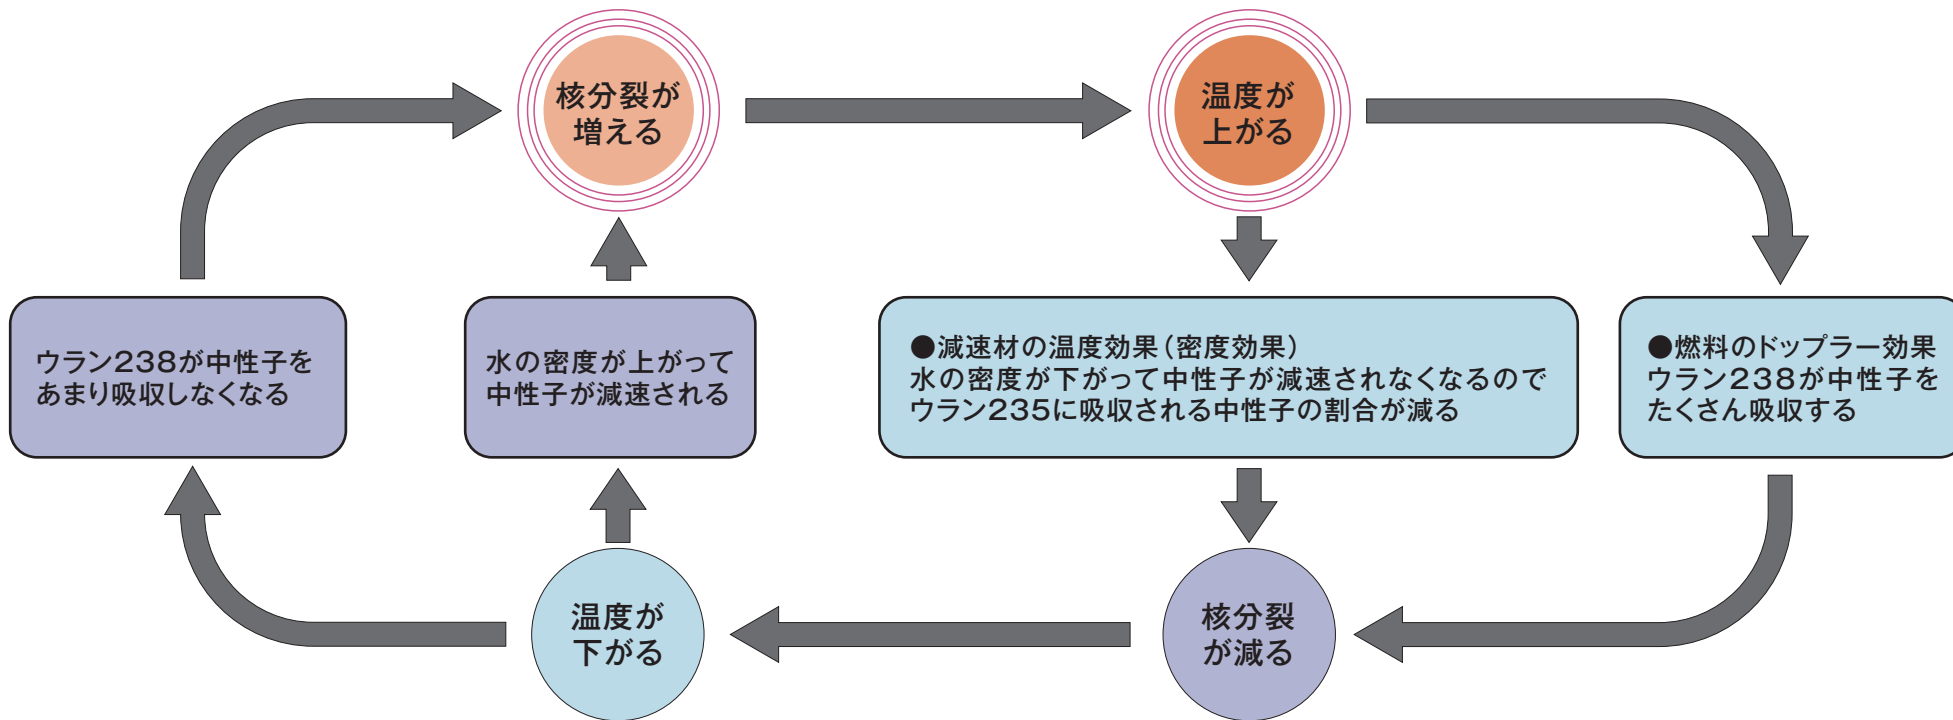 核分裂が
増える
温度が
上がる
ウラン238が中性子を
あまり吸収しなくなる
水の密度が上がって
中性子が減速される
●減速材の温度効果(密度効果)
水の密度が下がって中性子が減速されなくなるので
ウラン235に吸収される中性子の割合が減る
●燃料のドップラー効果
ウラン238が中性子を
たくさん吸収する
温度が
下がる
核分裂
が減る